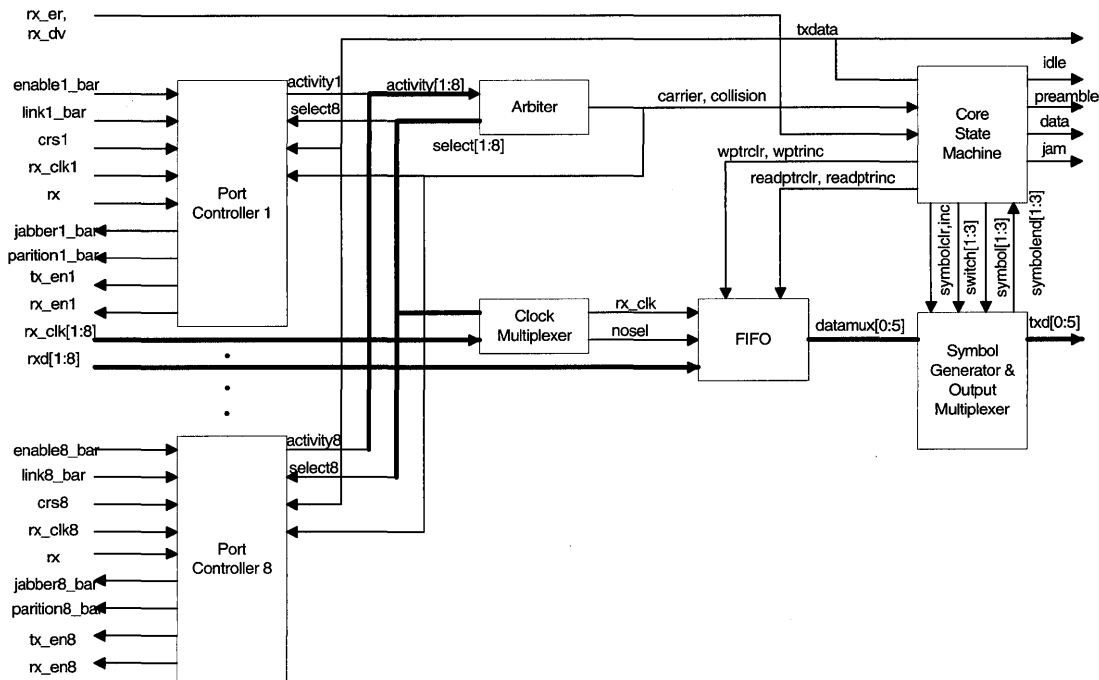 rx_er,
rx_dv
txdata
idle
enable1_bar
activity1
activity[1:8]
Arbiter
carrier, collision
Core
State
Machine
preamble
link1_bar
select8
data
crs1
select[1:8]
wptrclr, wptrinc
jam
rx_clk1
readptrclr, readptrinc
rx
Port
Controller 1
jabber1_bar
parition1_bar
tx_en1
rx_en1
symbolclr,inc
switch[1:3]
symbol[1:3]
symbolend[1:3]
rx_clk[1:8]
rxd[1:8]
Clock
Multiplexer
rx_clk
nosel
FIFO
datamux[0:5]
txd[0:5]
Symbol
Generator &
Output
Multiplexer
enable8_bar
activity8
link8_bar
select8
crs8
rx_clk8
rx
Port
Controller 8
jabber8_bar
parition8_bar
tx_en8
rx_en8